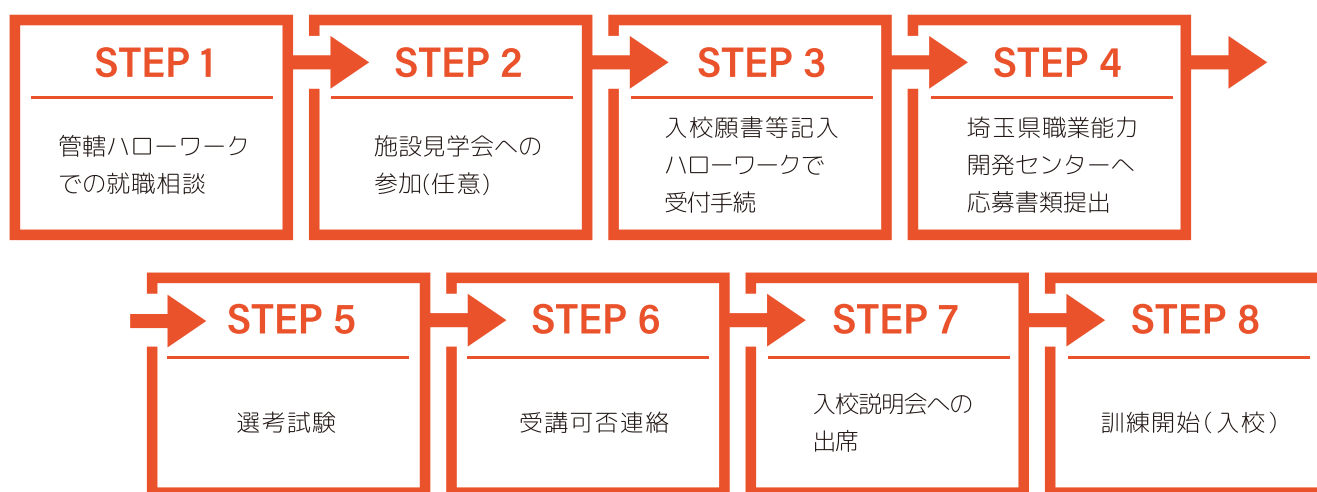 STEP 1
管轄ハローワーク
での就職相談
STEP 2
施設見学会への
参加(任意)
STEP 3
入校願書等記入
ハローワークで
受付手続
STEP 4
埼玉県職業能力
開発センターへ
応募書類提出
STEP 5
選考試験
STEP 6
受講可否連絡
STEP 7
入校説明会への
出席
STEP 8
訓練開始(入校)